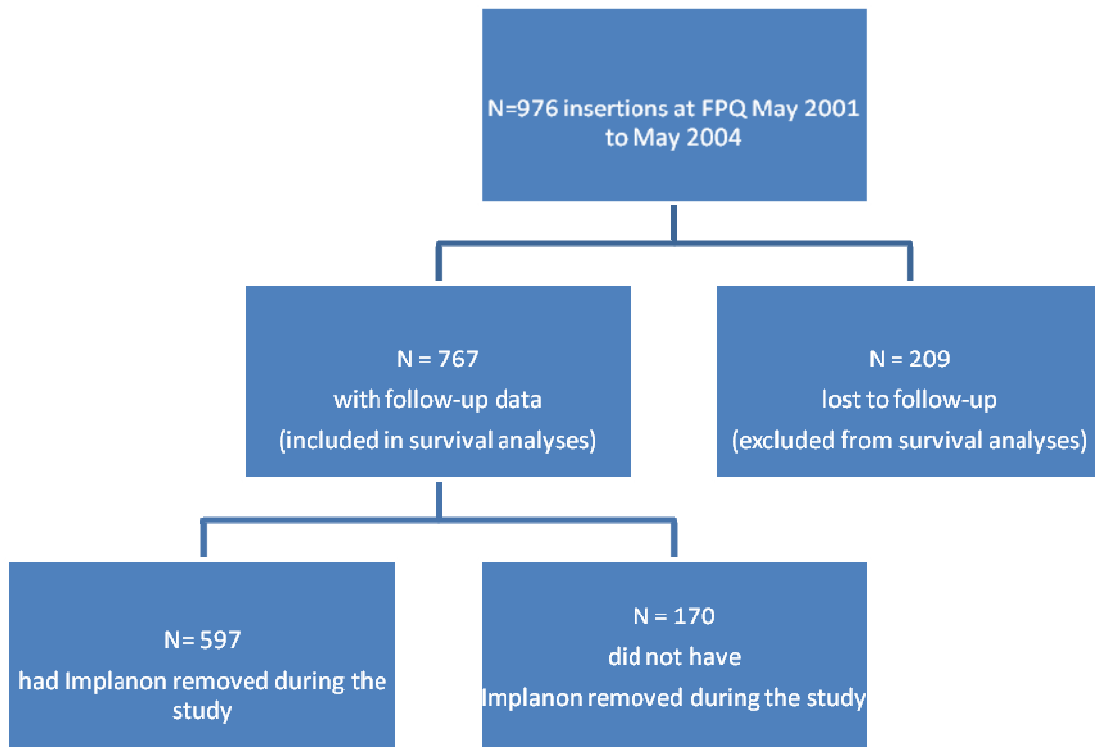 N=976 insertions at FPQ May 2001
to May 2004
N = 767
with follow-up data
(included in survival analyses)
N = 209
lost to follow-up
(excluded from survival analyses)
N= 597
had Implanon removed during the
study
N = 170
did not have
Implanon removed during the study